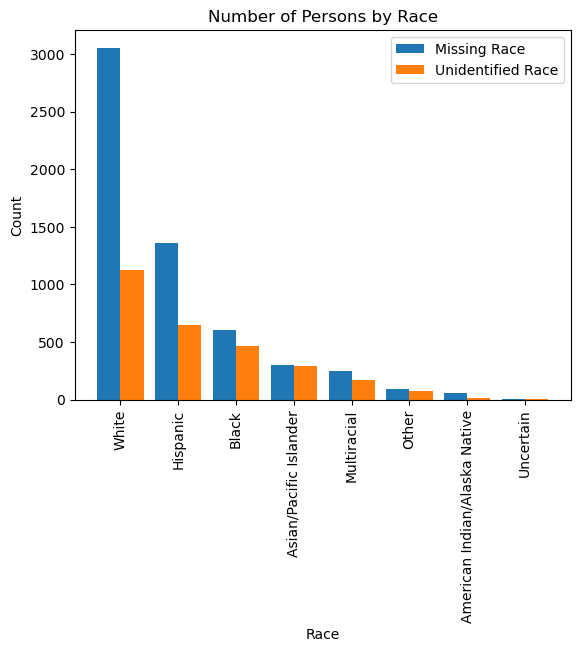 Number of Persons by Race
Missing Race
Unidentified Race
Count
3000
2500
2000
1500
1000
500
0
White
Hispanic
Black
Asian/Pacific Islander
Multiracial
Other
American Indian/Alaska Native
Uncertain
Race